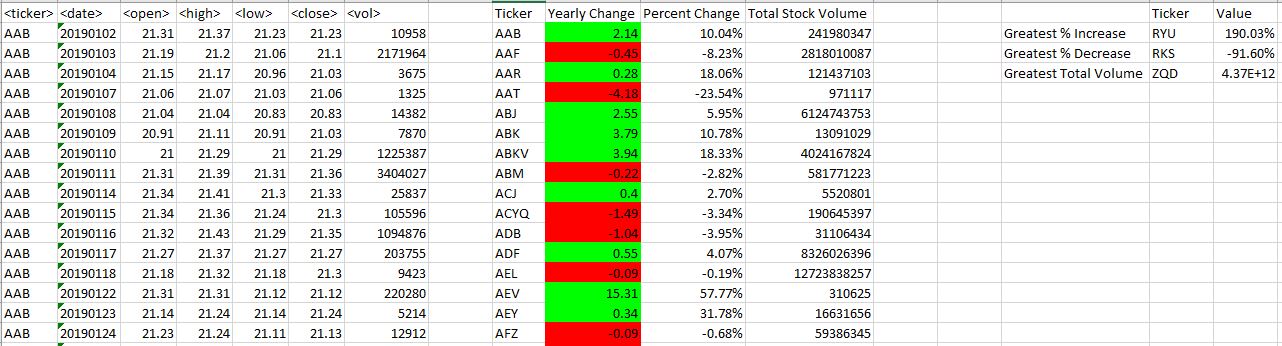 <ticker> <date> <open> <high> <low> <close> <vol> Ticker Yearly Change Percent Change Total Stock Volume Ticker Value
AAB 20190102 21.31 21.37 21.23 21.23 10958 AAB 2.14 10.04% 241980347 Greatest % Increase RYU 190.03%
AAB 20190103 21.19 21.2 21.06 21.1 2171964 AAF -0.45 -8.23% 2818010087 Greatest % Decrease RKS -91.60%
AAB 20190104 21.15 21.17 20.96 21.03 3675 AAR 0.28 18.06% 121437103 Greatest Total Volume ZQD 4.37E+12
AAB 20190107 21.06 21.07 21.03 21.06 1325 AAT -4.18 -23.54% 971117
AAB 20190108 21.04 21.04 20.83 20.83 14382 ABJ 2.55 5.95% 6124743753
AAB 20190109 20.91 21.11 20.91 21.03 7870 ABK 3.79 10.78% 13091029
AAB 20190110 21 21.29 21 21.29 1225387 ABKV 3.94 18.33% 4024167824
AAB 20190111 21.31 21.39 21.31 21.36 3404027 ABM -0.22 -2.82% 581771223
AAB 20190114 21.34 21.41 21.3 21.33 25837 ACJ 0.4 2.70% 5520801
AAB 20190115 21.34 21.36 21.24 21.3 105596 ACYQ -1.49 -3.34% 190645397
AAB 20190116 21.32 21.43 21.29 21.35 1094876 ADB -1.04 -3.95% 31106434
AAB 20190117 21.27 21.37 21.27 21.27 203755 ADF 0.55 4.07% 8326026396
AAB 20190118 21.18 21.32 21.18 21.3 9423 AEL -0.09 -0.19% 12723838257
AAB 20190122 21.31 21.31 21.12 21.12 220280 AEV 15.31 57.77% 310625
AAB 20190123 21.14 21.24 21.14 21.24 5214 AEY 0.34 31.78% 16631656
AAB 20190124 21.23 21.24 21.11 21.13 12912 AFZ -0.09 -0.68% 59386345